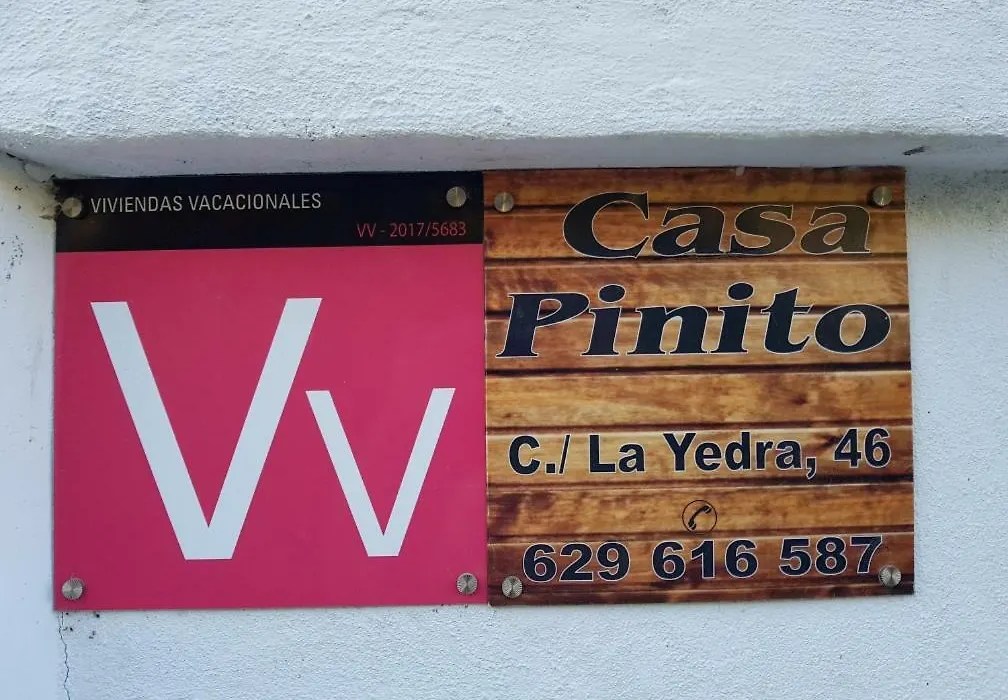 VIVIENDAS VACACIONALES
VV - 2017/5683
Vv
Casa
Pinito
C./ La Yedra, 46
629 616 587